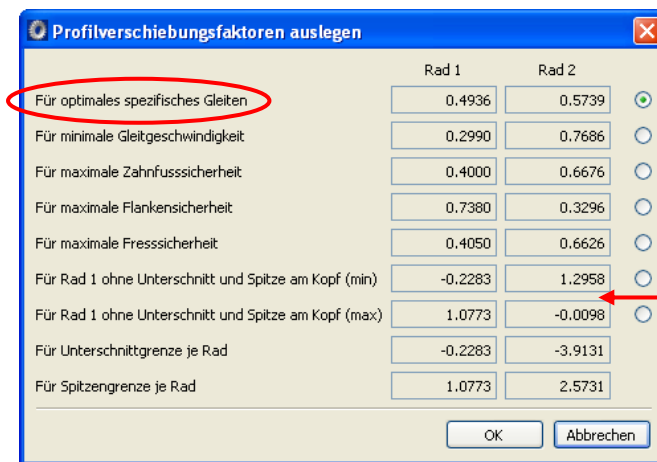 Profilverschiebungsfaktoren auslegen
Rad 1 Rad 2
Für optimales spezifisches Gleiten 0.4936 0.5739
Für minimale Gleitgeschwindigkeit 0.2990 0.7686
Für maximale Zahnfusssicherheit 0.4000 0.6676
Für maximale Flankensicherheit 0.7380 0.3296
Für maximale Fresssicherheit 0.4050 0.6626
Für Rad 1 ohne Unterschnitt und Spitze am Kopf (min) -0.2283 1.2958
Für Rad 1 ohne Unterschnitt und Spitze am Kopf (max) 1.0773 -0.0098
Für Unterschnittgrenze je Rad -0.2283 -3.9131
Für Spitzengrenze je Rad 1.0773 2.5731
OK Abbrechen